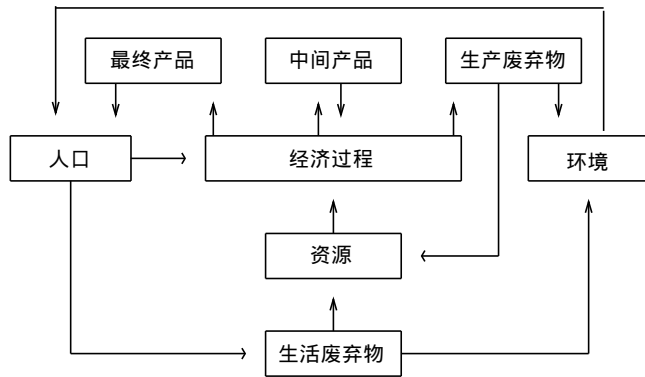 最终产品
中间产品
生产废弃物
人口
经济过程
环境
资源
生活废弃物